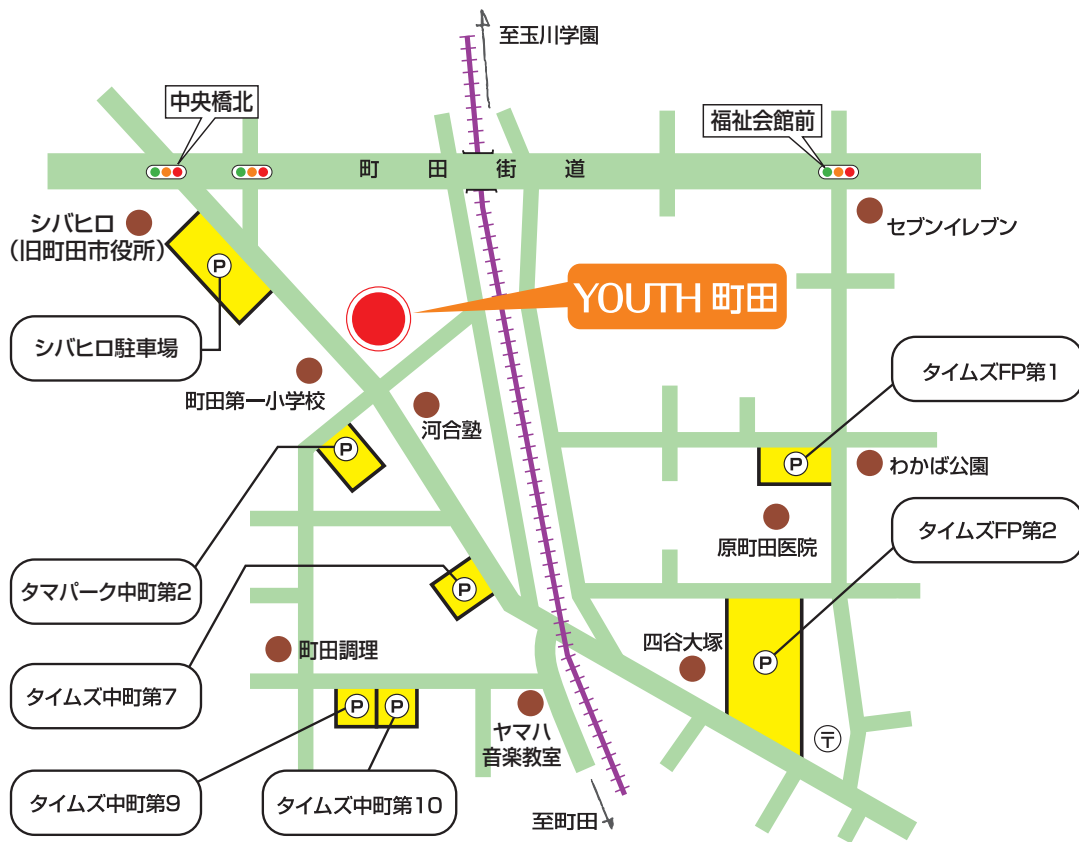 至玉川学園
中央橋北
福祉会館前
町田街道
シバヒロ
(旧町田市役所)
セブンイレブン
P
YOUTH 町田
シバヒロ駐車場
タイムズFP第1
町田第一小学校
河合塾
P
P
わかば公園
タイムズFP第2
原町田医院
タマパーク中町第2
P
町田調理
四谷大塚
P
タイムズ中町第7
P
P
ヤマハ
音楽教室
〒
タイムズ中町第9
タイムズ中町第10
至町田